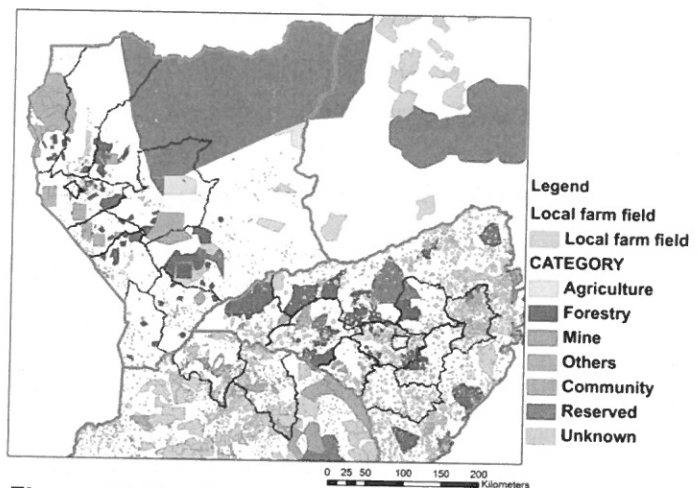 Legend
Local farm field
Local farm field
CATEGORY
Agriculture
Forestry
Mine
Others
Community
Reserved
Unknown
0 25 50 100 150 200
Kilometers